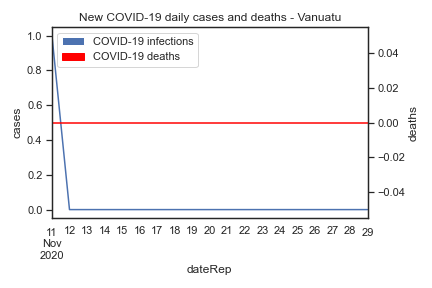 New COVID-19 daily cases and deaths - Vanuatu
COVID-19 infections
COVID-19 deaths
1.0
0.8
0.6
0.4
0.2
0.0
cases
0.04
0.02
0.00
−0.02
−0.04
deaths
11 12 13 14 15 16 17 18 19 20 21 22 23 24 25 26 27 28 29
Nov
2020
dateRep